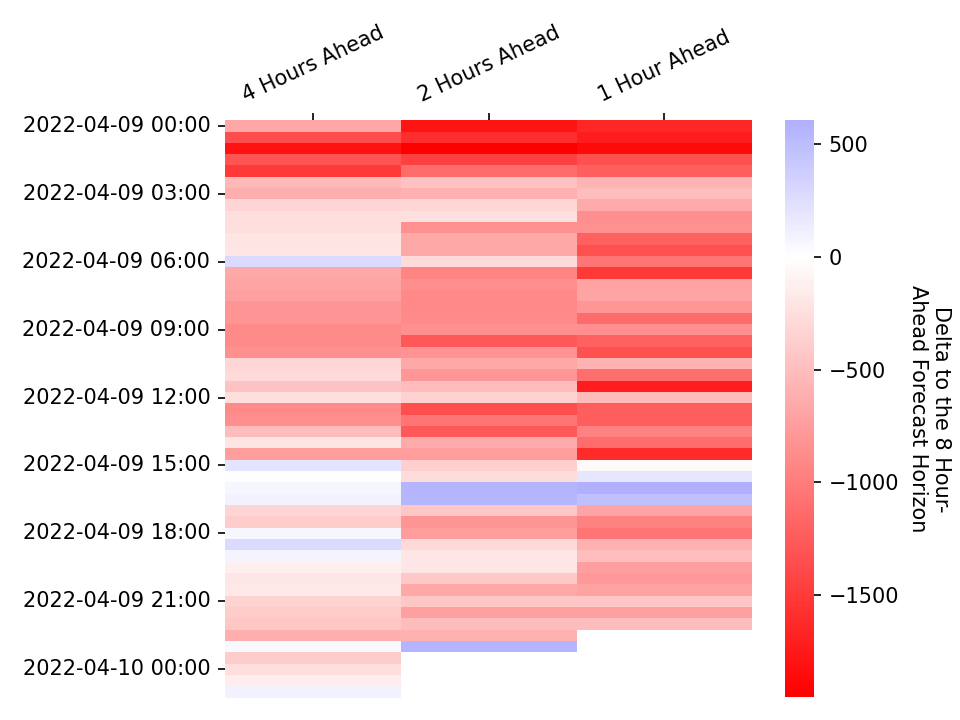 4 Hours Ahead
2 Hours Ahead
1 Hour Ahead
2022-04-09 00:00
2022-04-09 03:00
2022-04-09 06:00
2022-04-09 09:00
2022-04-09 12:00
2022-04-09 15:00
2022-04-09 18:00
2022-04-09 21:00
2022-04-10 00:00
500
0
−500
−1000
−1500
Delta to the 8 Hour-
Ahead Forecast Horizon